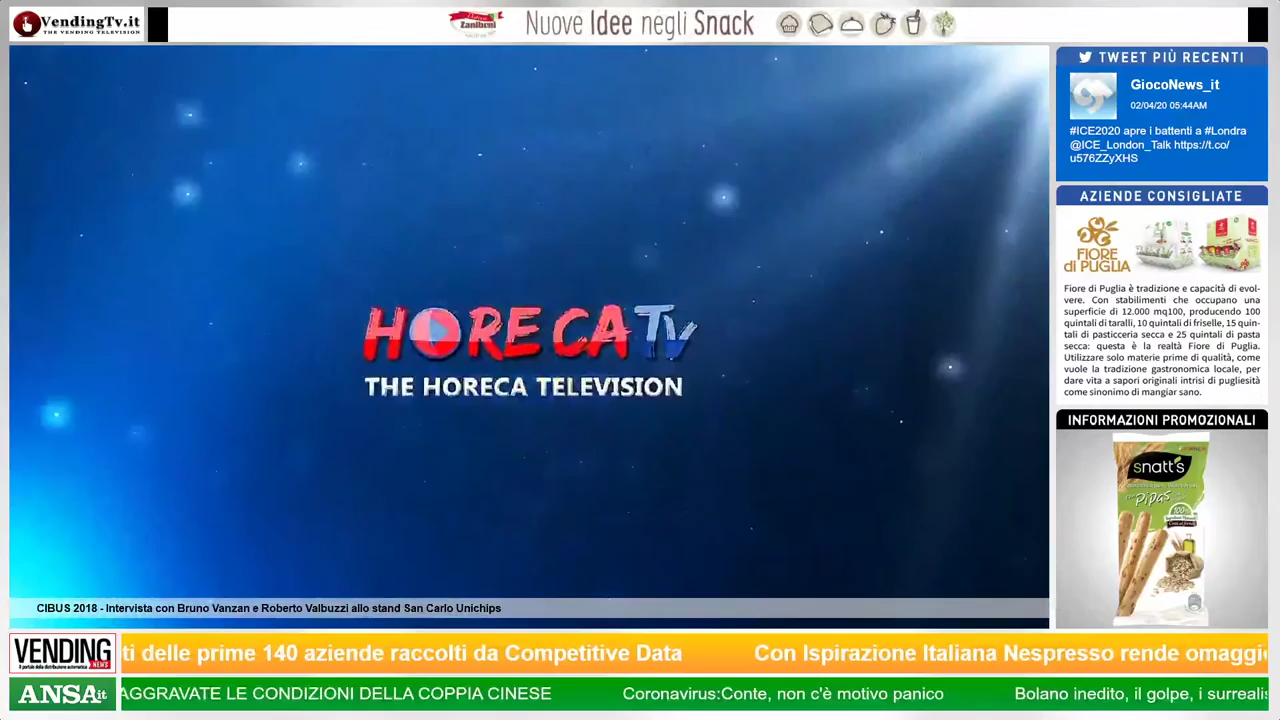 VendingTv.it
THE VENDING TELEVISION
Zaniboni
Nuove Idee negli Snack
TWEET PIÙ RECENTI
GiocoNews_it
02/04/20 05:44AM
#ICE2020 apre i battenti a #Londra
@ICE_London_Talk https://t.co/
u576ZZyXHS
AZIENDE CONSIGLIATE
FIORE
di PUGLIA
Fiore di Puglia è tradizione e capacità di evol-
vere. Con stabilimenti che occupano una
superficie di 12.000 mq100, producendo 100
quintali di taralli, 10 quintali di friselle, 15 quin-
tali di pasticceria secca e 25 quintali di pasta
secca: questa è la realtà Fiore di Puglia.
Utilizzare solo materie prime di qualità, come
vuole la tradizione gastronomica locale, per
dare vita a sapori originali intrisi di pugliesità
come sinonimo di mangiar sano.
HORECA TV
THE HORECA TELEVISION
INFORMAZIONI PROMOZIONALI
snatt's
pipas
CIBUS 2018 - Intervista con Bruno Vanzan e Roberto Valbuzzi allo stand San Carlo Unichips
VENDING
NEWS
Il portale della distribuzione automatica
ti delle prime 140 aziende raccolti da Competitive Data Con Ispirazione Italiana Nespresso rende omaggi
ANSA.it
AGGRAVATE LE CONDIZIONI DELLA COPPIA CINESE Coronavirus:Conte, non c'è motivo panico Bolano inedito, il golpe, i surrealis